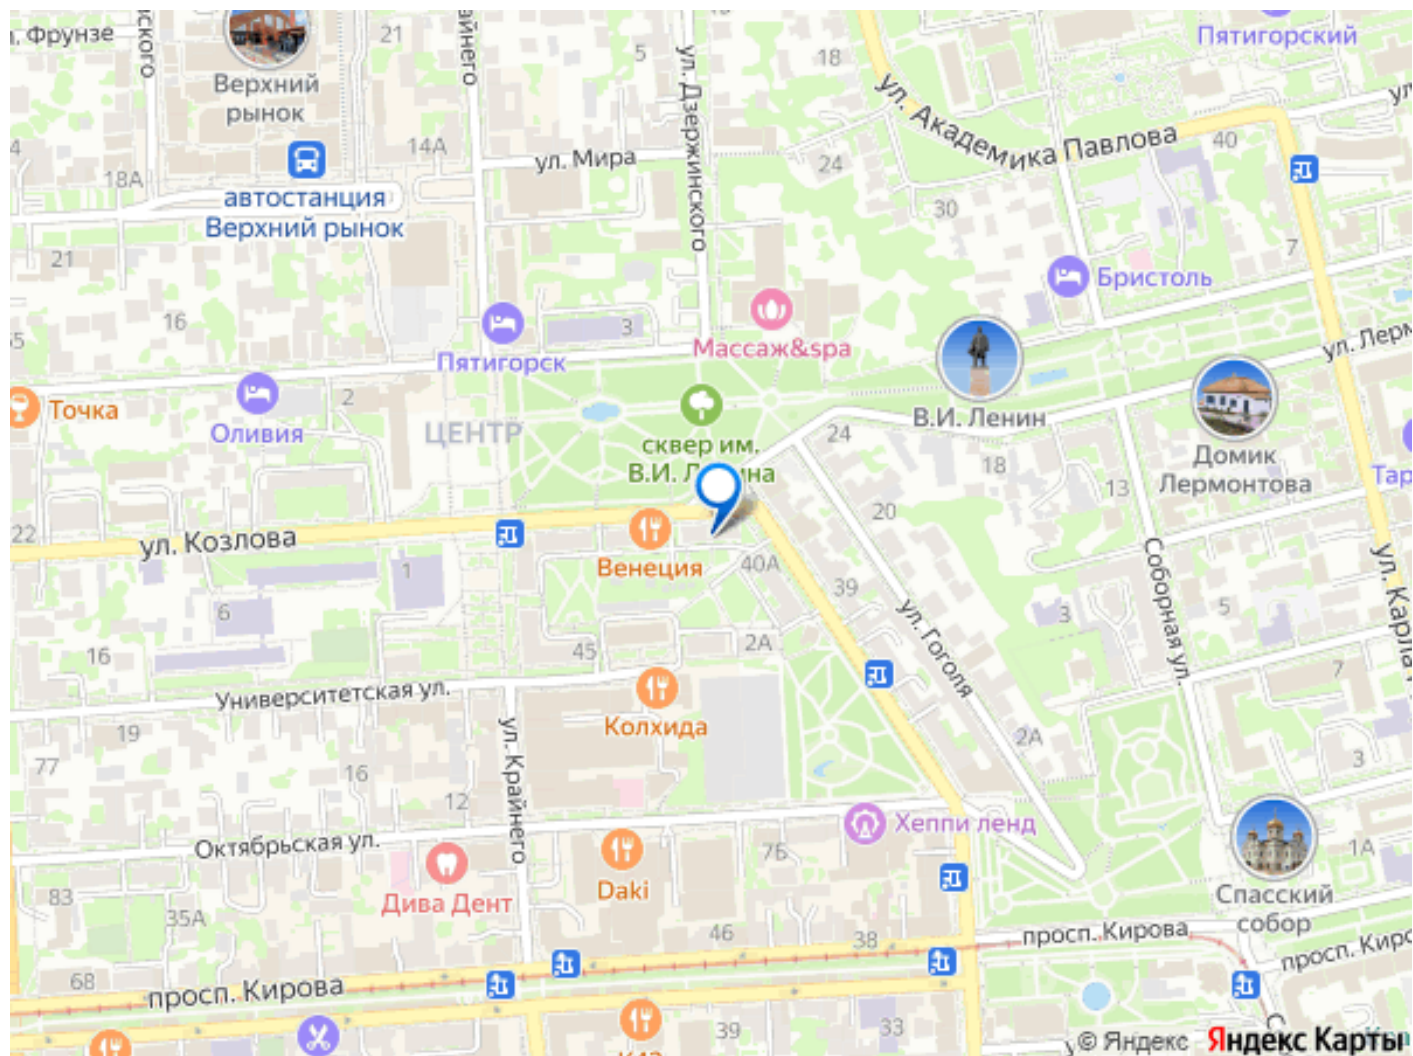 Пятигорский
21
л. Фрунзе
5
18
Верхний
рынок
ул. Дзержинского
ул. Академика Павлова
40
14А
ул. Мира
24
4
18А
автостанция
Верхний рынок
30
21
7
Бристоль
16
3
Массаж&spa
Пятигорск
2
Точка
Оливия
ЦЕНТР
сквер им.
В.И. Ленин
24
Домик
Лермонтова
18
13
20
22
ул. Козлова
Венеция
40А
1
39
6
ул. Гоголя
Соборная ул.
3
5
16
45
2А
7
Университетская ул.
Колхида
19
ул. Крайнего
2А
77
16
3
12
Хеппи ленд
Октябрьская ул.
76
1А
Daki
Дива Дент
83
35А
Спасский
собор
46
38
просп. Кирова
68
просп. Кирова
39
33
© Яндекс Яндекс Карты